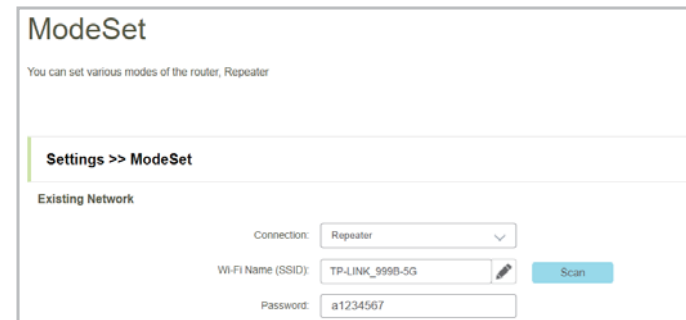 ModeSet
You can set various modes of the router, Repeater
Settings >> ModeSet
Existing Network
Connection: Repeater
Wi-Fi Name (SSID): TP-LINK_999B-5G Scan
Password: a1234567